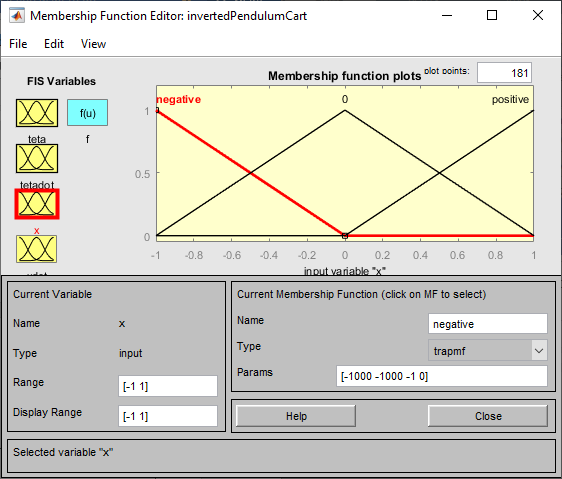 Membership Function Editor: invertedPendulumCart
File Edit View
FIS Variables
f(u)
teta
f
tetadot
x
Membership function plots
plot points:
181
negative
0
positive
1
0.5
0
-1 -0.8 -0.6 -0.4 -0.2 0 0.2 0.4 0.6 0.8 1
input variable "x"
Current Variable
Name x
Type input
Range [-1 1]
Display Range [-1 1]
Current Membership Function (click on MF to select)
Name negative
Type trapmf
Params [-1000 -1000 -1 0]
Help Close
Selected variable "x"